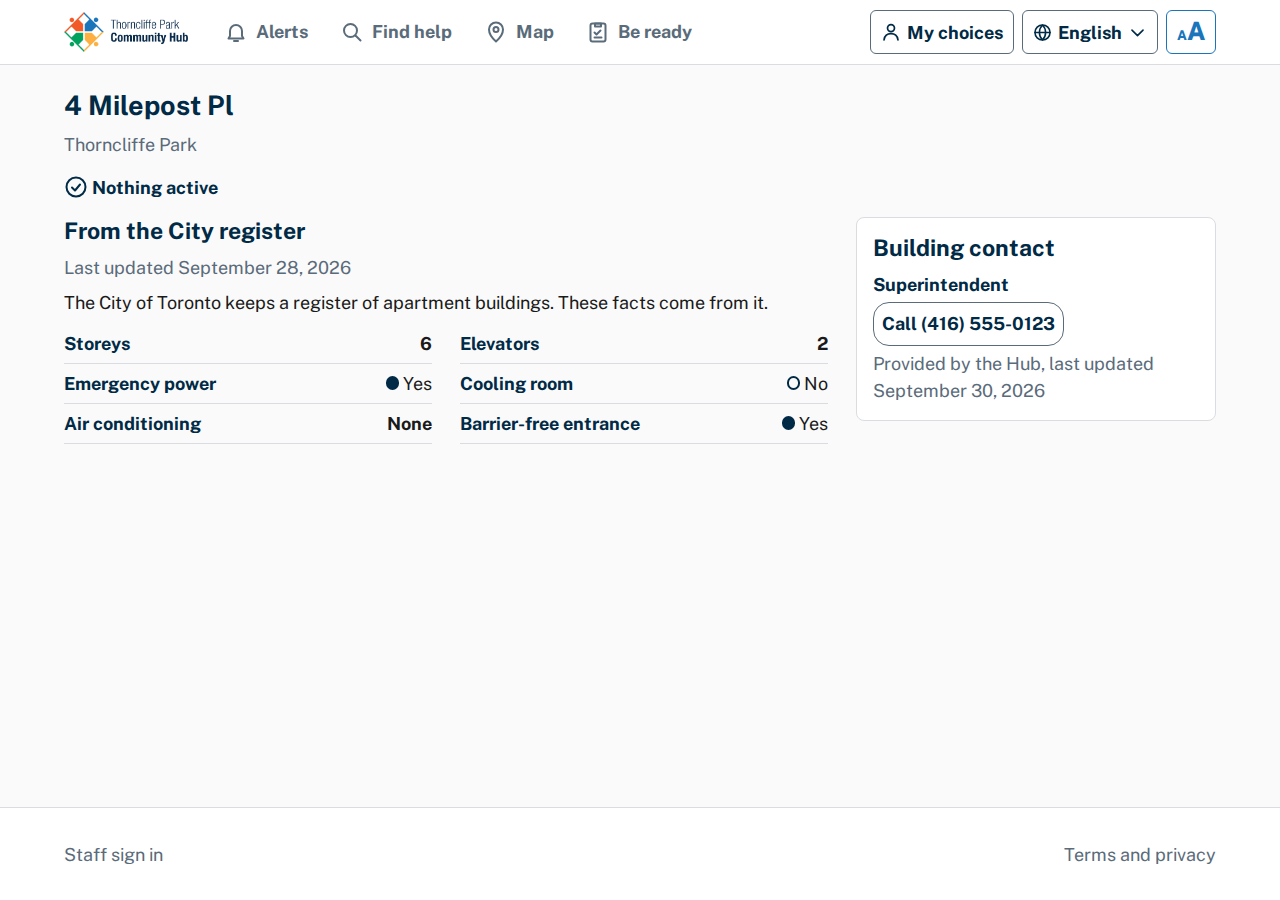 Thorncliffe Park
Community Hub
Alerts
Find help
Map
Be ready
My choices
English
AA
4 Milepost Pl
Thorncliffe Park
Nothing active
From the City register
Last updated September 28, 2026
The City of Toronto keeps a register of apartment buildings. These facts come from it.
Storeys 6
Elevators 2
Emergency power Yes
Cooling room No
Air conditioning None
Barrier-free entrance Yes
Building contact
Superintendent
Call (416) 555-0123
Provided by the Hub, last updated
September 30, 2026
Staff sign in
Terms and privacy